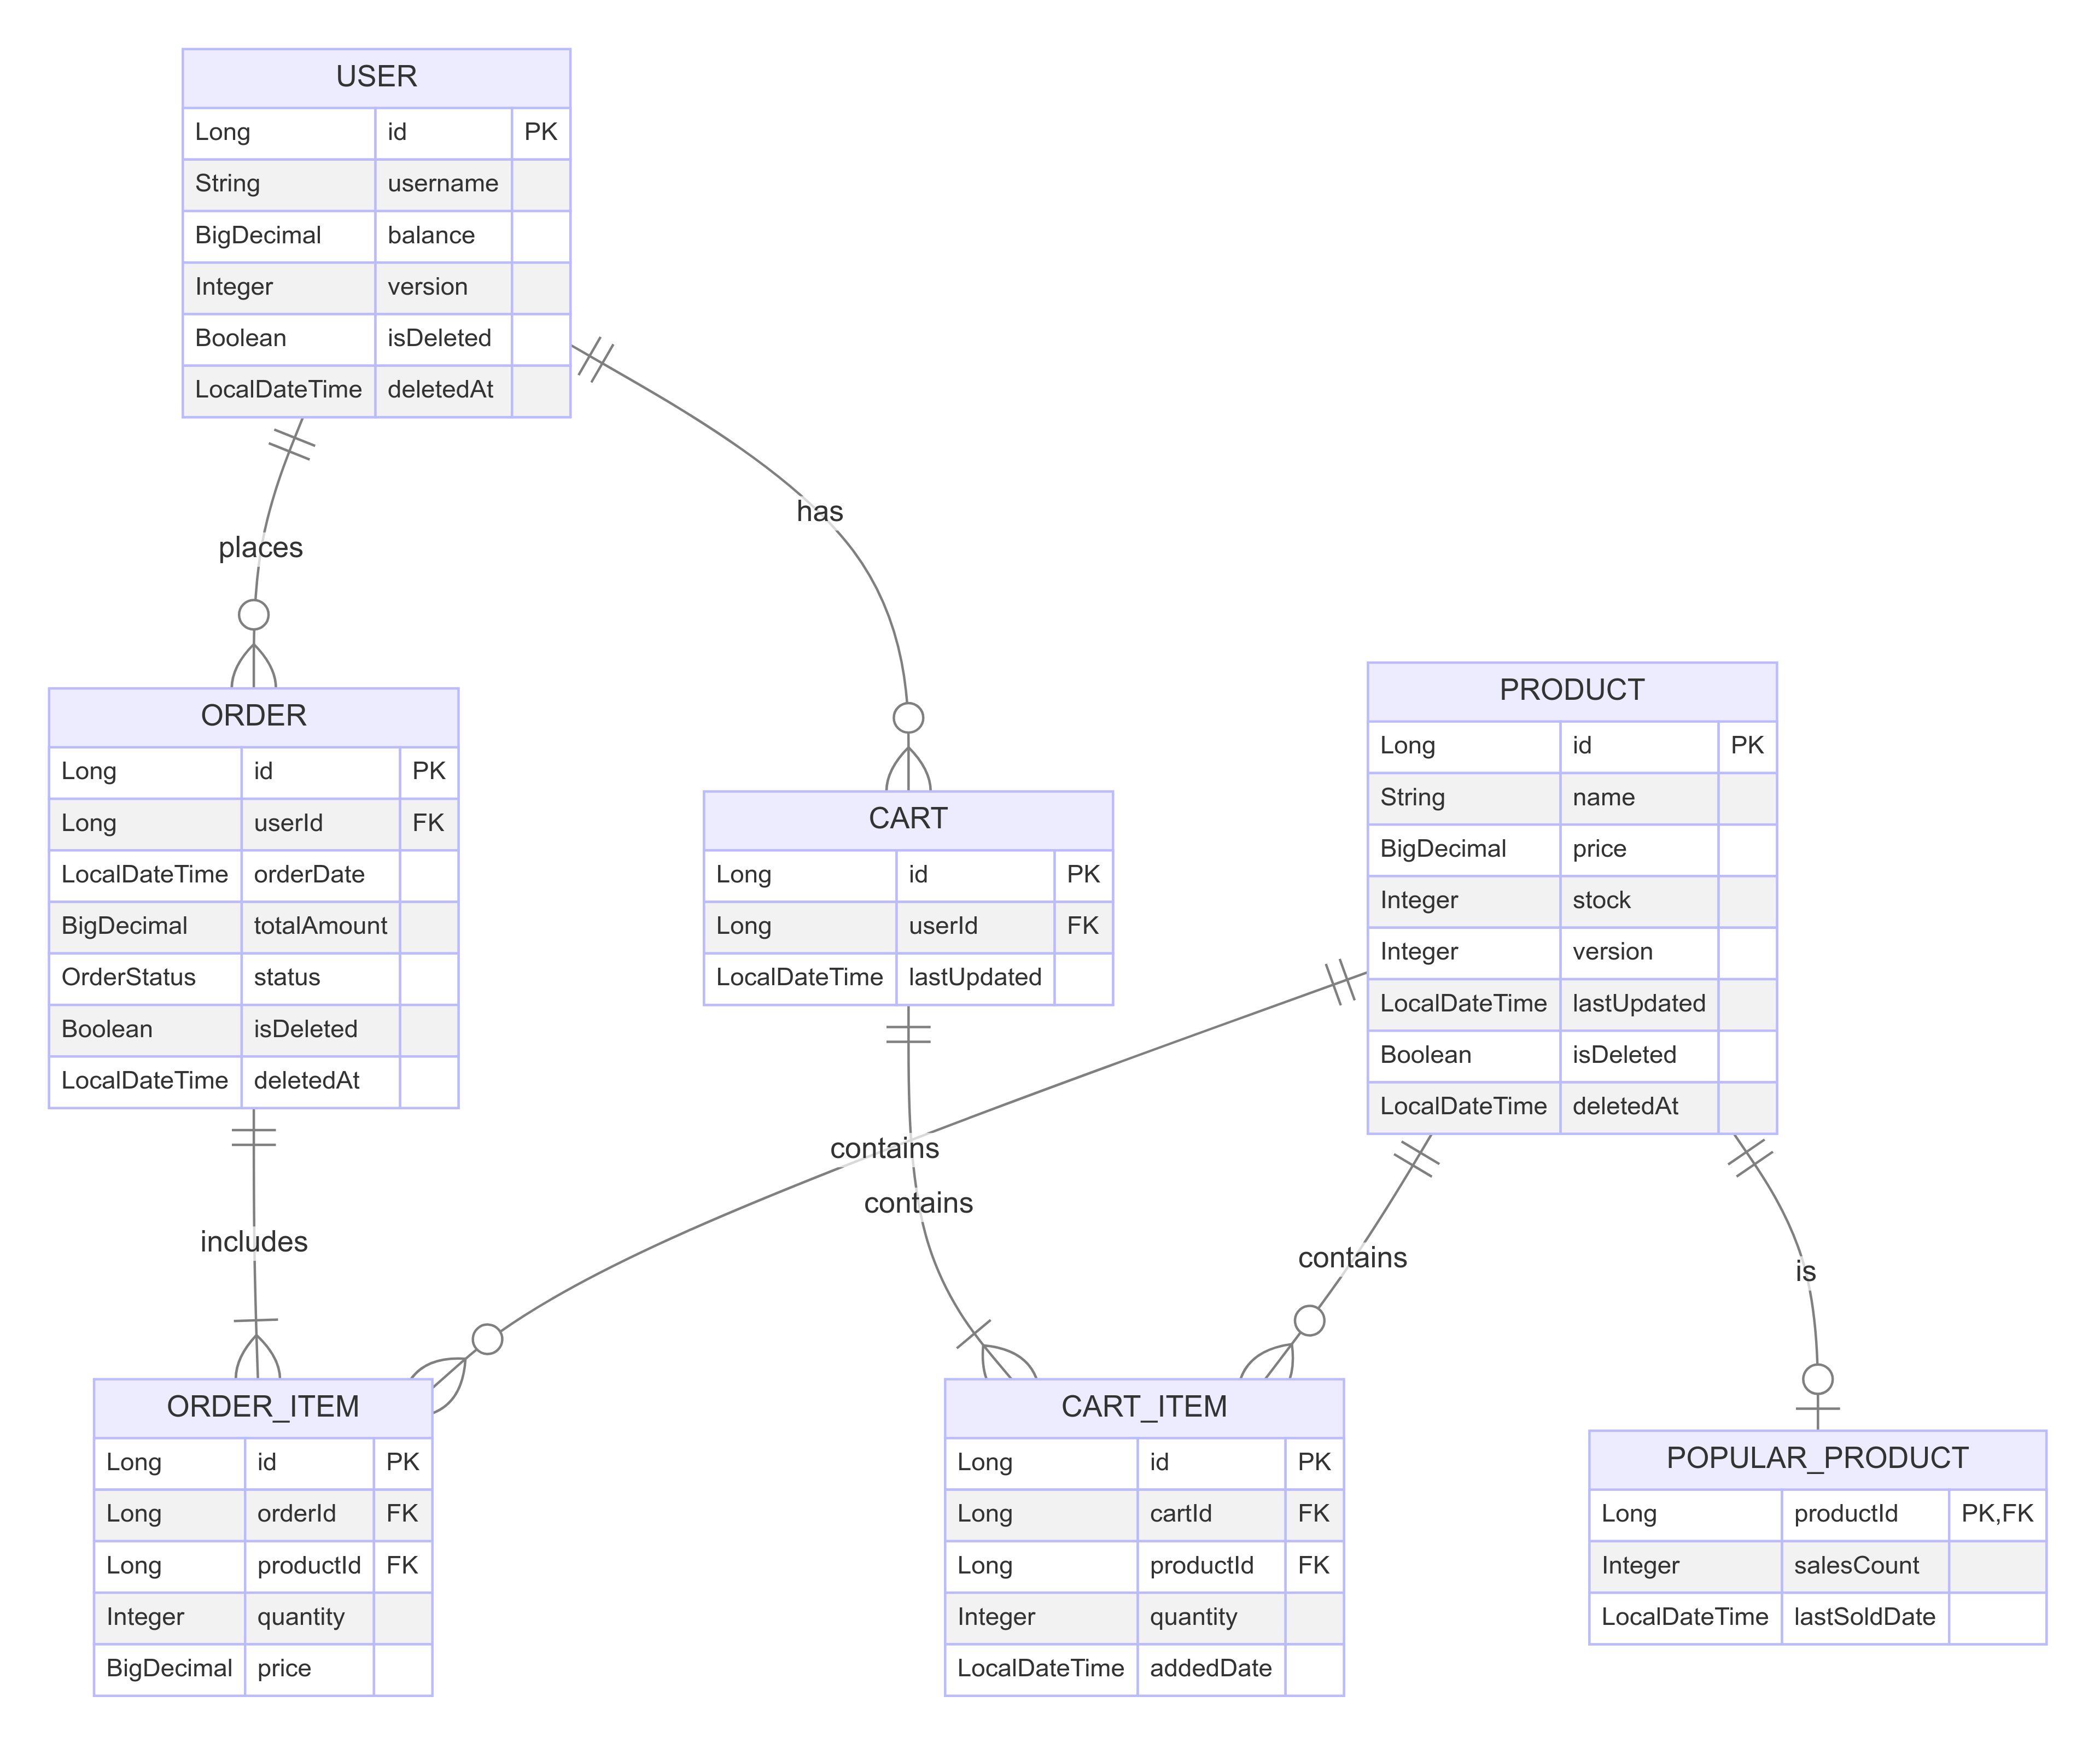 USER
Long id PK
String username
BigDecimal balance
Integer version
Boolean isDeleted
LocalDateTime deletedAt
has
places
ORDER
Long id PK
Long userId FK
LocalDateTime orderDate
BigDecimal totalAmount
OrderStatus status
Boolean isDeleted
LocalDateTime deletedAt
CART
Long id PK
Long userId FK
LocalDateTime lastUpdated
PRODUCT
Long id PK
String name
BigDecimal price
Integer stock
Integer version
LocalDateTime lastUpdated
Boolean isDeleted
LocalDateTime deletedAt
contains
contains
includes
contains
is
ORDER_ITEM
Long id PK
Long orderId FK
Long productId FK
Integer quantity
BigDecimal price
CART_ITEM
Long id PK
Long cartId FK
Long productId FK
Integer quantity
LocalDateTime addedDate
POPULAR_PRODUCT
Long productId PK,FK
Integer salesCount
LocalDateTime lastSoldDate